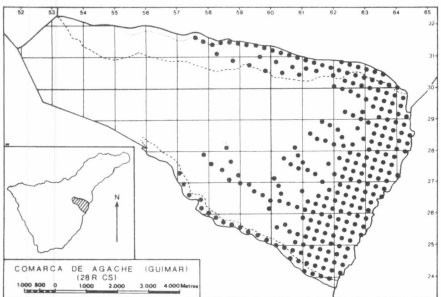 52 53 54 55 56 57 58 59 60 61 62 63 64 65
32
31
30
29
28
27
26
25
24
N
COMARCA DE AGACHE (GUIMAR)
(28R CS)
1.000 500 0 1.000 2.000 3.000 4.000 Metres